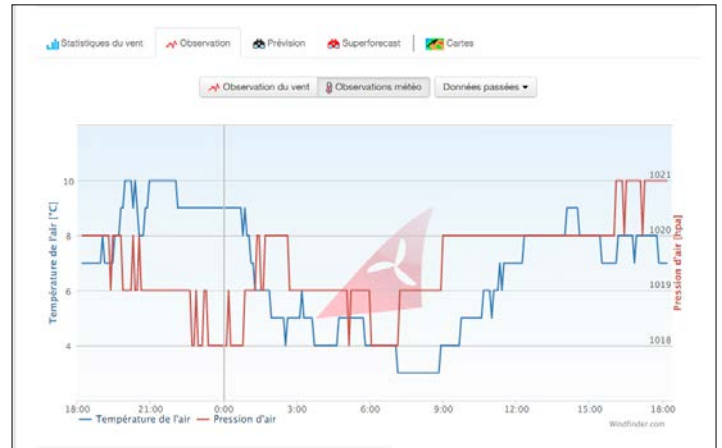 Statistiques du vent Observation Prévision Superforecast Cartes
Observation du vent Observations météo Données passées
10
8
6
4
Température de l'air [°C]
1021
1020
1019
1018
Pression d'air [hpa]
18:00 21:00 0:00 3:00 6:00 9:00 12:00 15:00 18:00
Température de l'air Pression d'air
Windfinder.com